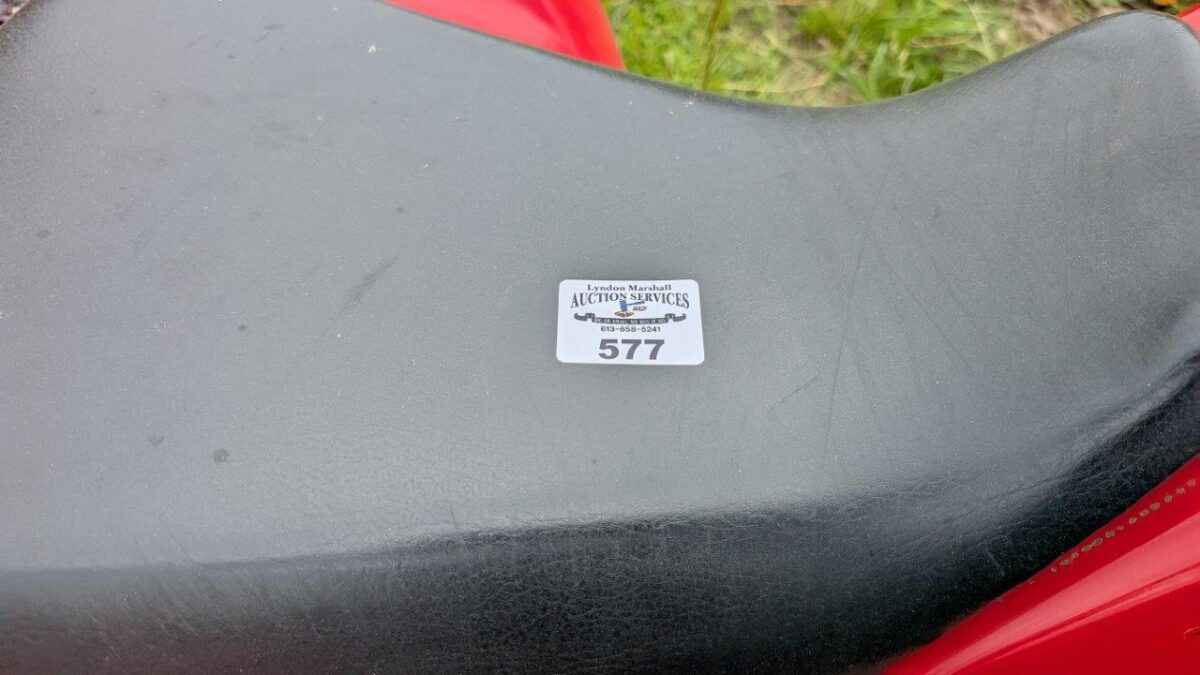 Lyndon Marshall
AUCTION SERVICES
613-658-5241
577